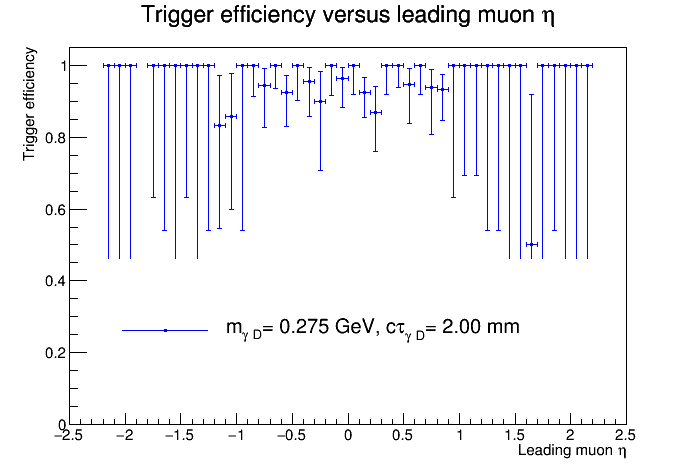 Trigger efficiency versus leading muon η
Trigger efficiency
1
0.8
0.6
0.4
0.2
0
m_γ D= 0.275 GeV, cτ_γ D= 2.00 mm
−2.5 −2 −1.5 −1 −0.5 0 0.5 1 1.5 2 2.5
Leading muon η